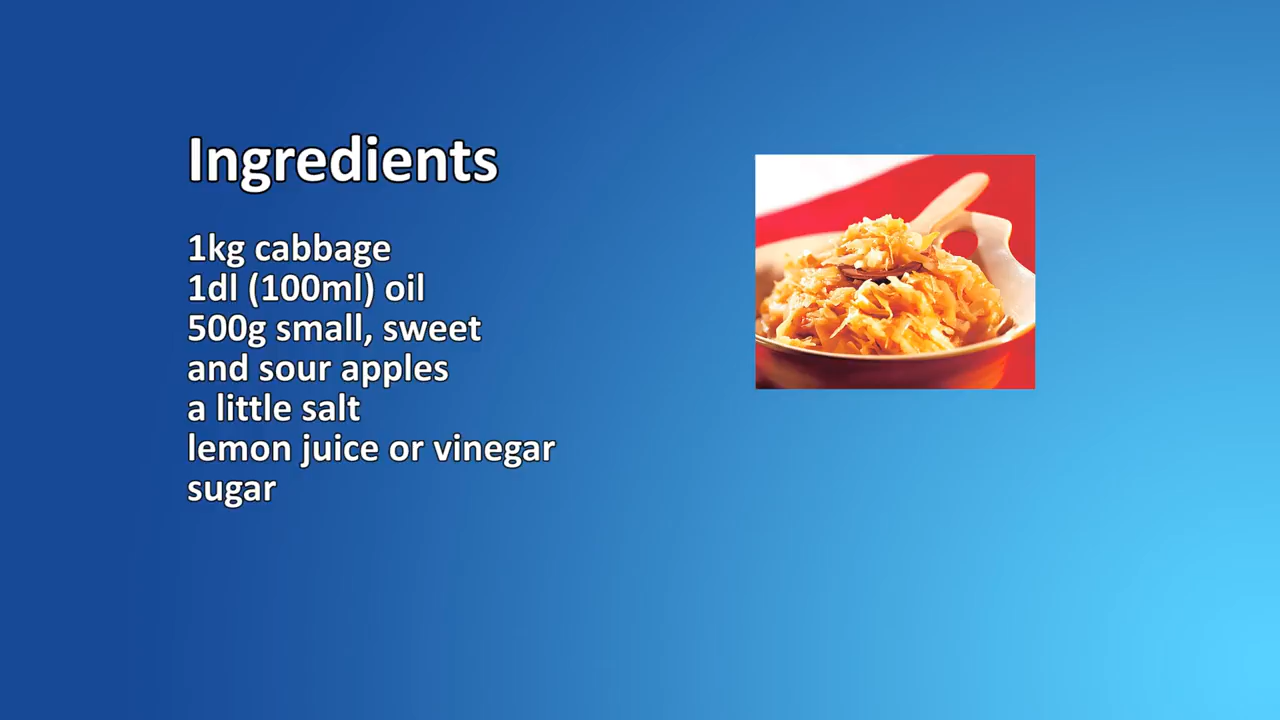 Ingredients
1kg cabbage
1dl (100ml) oil
500g small, sweet
and sour apples
a little salt
lemon juice or vinegar
sugar